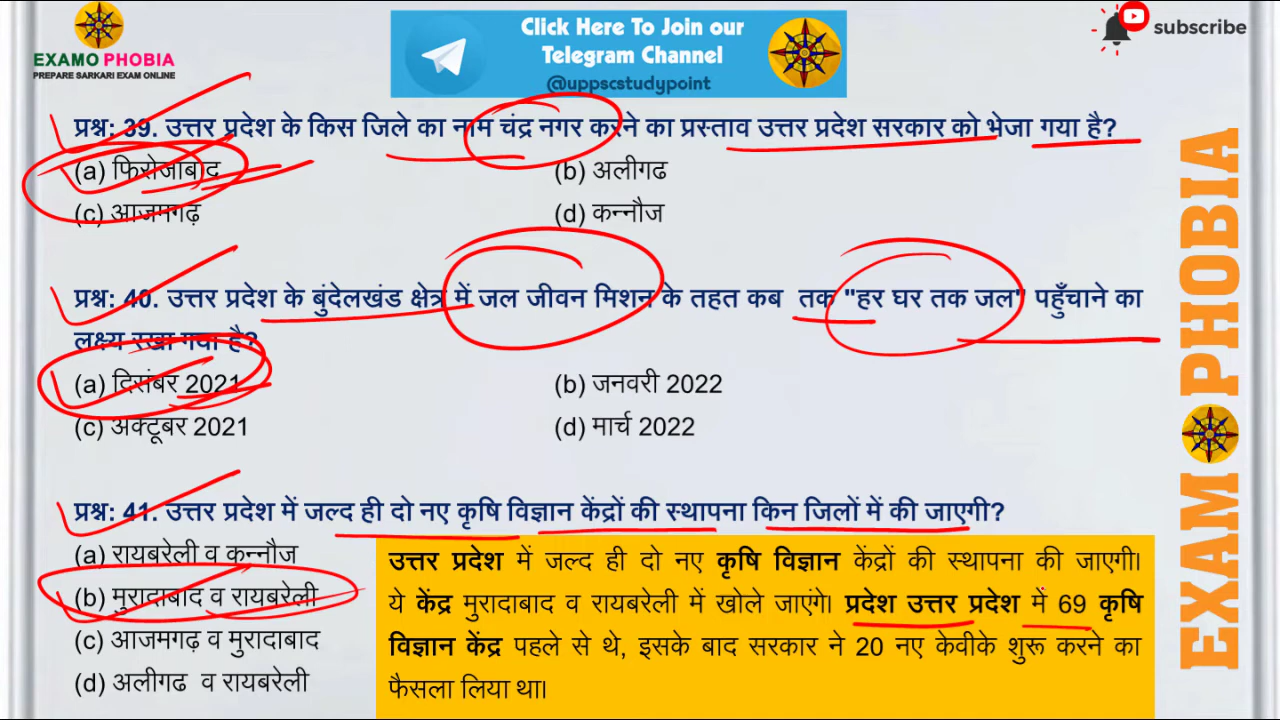 Click Here To Join our
Telegram Channel
@uppscstudypoint
subscribe
EXAMO PHOBIA
PREPARE SARKARI EXAM ONLINE
प्रश्न: 39. उत्तर प्रदेश के किस जिले का नाम चंद्र नगर करने का प्रस्ताव उत्तर प्रदेश सरकार को भेजा गया है?
(a) फिरोजाबाद
(b) अलीगढ
(c) आजमगढ़
(d) कन्नौज
प्रश्न: 40. उत्तर प्रदेश के बुंदेलखंड क्षेत्र में जल जीवन मिशन के तहत कब तक "हर घर तक जल" पहुँचाने का
लक्ष्य रखा गया है?
(a) दिसंबर 2021
(b) जनवरी 2022
(c) अक्टूबर 2021
(d) मार्च 2022
प्रश्न: 41. उत्तर प्रदेश में जल्द ही दो नए कृषि विज्ञान केंद्रों की स्थापना किन जिलों में की जाएगी?
(a) रायबरेली व कन्नौज
(b) मुरादाबाद व रायबरेली
(c) आजमगढ़ व मुरादाबाद
(d) अलीगढ व रायबरेली
उत्तर प्रदेश में जल्द ही दो नए कृषि विज्ञान केंद्रों की स्थापना की जाएगी।
ये केंद्र मुरादाबाद व रायबरेली में खोले जाएंगे। प्रदेश उत्तर प्रदेश में 69 कृषि
विज्ञान केंद्र पहले से थे, इसके बाद सरकार ने 20 नए केवीके शुरू करने का
फैसला लिया था।
EXAM PHOBIA